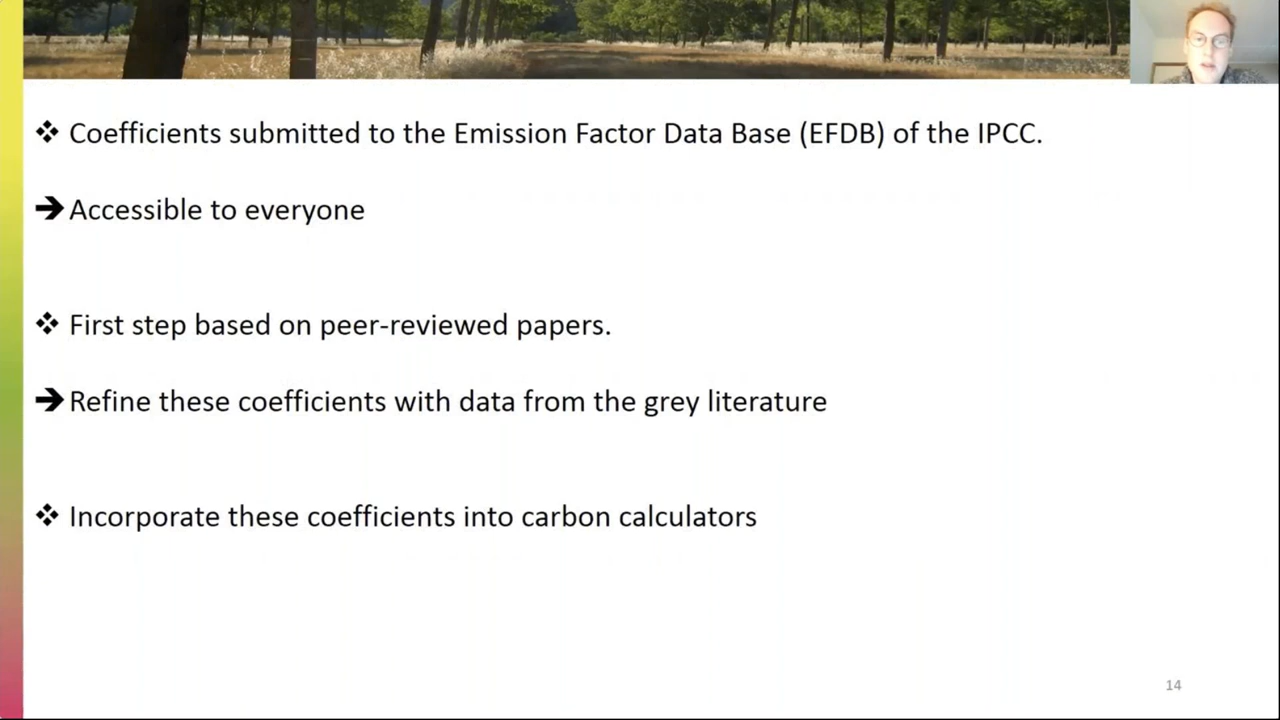 ❖ Coefficients submitted to the Emission Factor Data Base (EFDB) of the IPCC.
➔ Accessible to everyone
❖ First step based on peer-reviewed papers.
➔ Refine these coefficients with data from the grey literature
❖ Incorporate these coefficients into carbon calculators
14